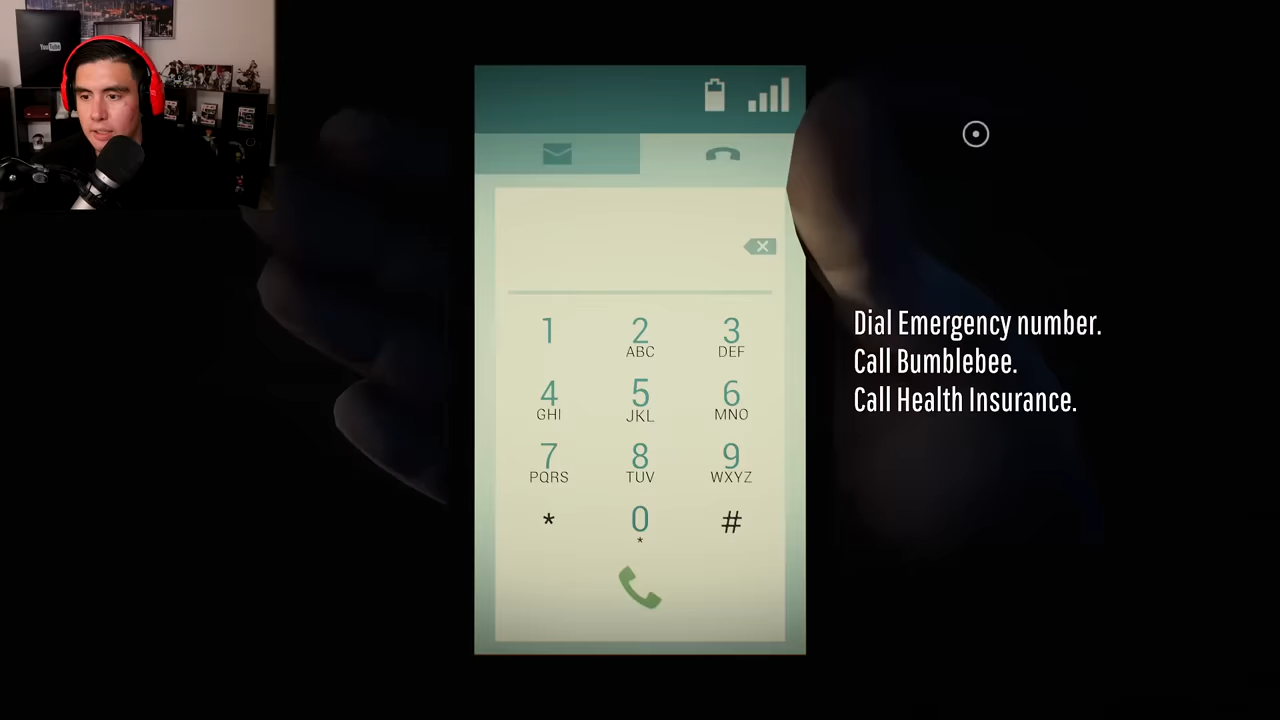 YouTube
1
2
ABC
3
DEF
4
GHI
5
JKL
6
MNO
7
PQRS
8
TUV
9
WXYZ
*
0
*
#
Dial Emergency number.
Call Bumblebee.
Call Health Insurance.